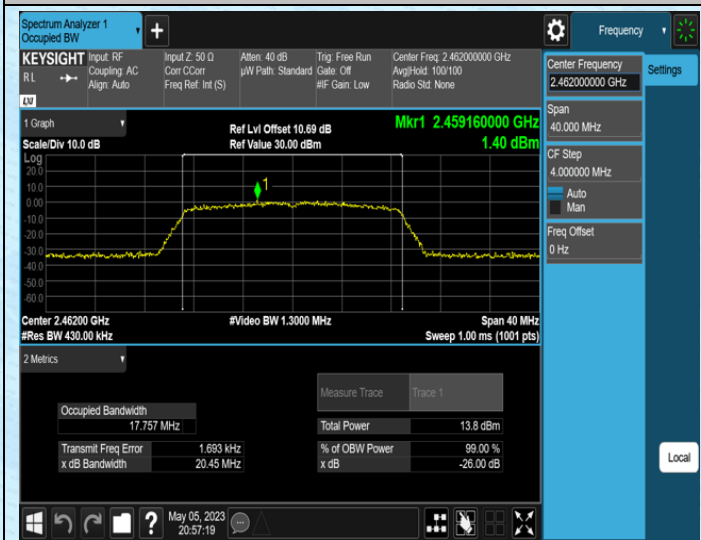 Spectrum Analyzer 1
Occupied BW
+
Frequency
KEYSIGHT
R L
LXI
Input: RF
Coupling: AC
Align: Auto
Input Z: 50 Ω
Corr CCorr
Freq Ref: Int (S)
Atten: 40 dB
µW Path: Standard
Trig: Free Run
Gate: Off
#IF Gain: Low
Center Freq: 2.462000000 GHz
Avg|Hold: 100/100
Radio Std: None
Center Frequency
2.462000000 GHz
Settings
Span
40.000 MHz
CF Step
4.000000 MHz
Auto
Man
Freq Offset
0 Hz
1 Graph
Scale/Div 10.0 dB
Ref Lvl Offset 10.69 dB
Ref Value 30.00 dBm
Mkr1 2.459160000 GHz
1.40 dBm
Log
20.0
10.0
0.00
-10.0
-20.0
-30.0
-40.0
-50.0
-60.0
1
Center 2.46200 GHz
#Res BW 430.00 kHz
#Video BW 1.3000 MHz
Span 40 MHz
Sweep 1.00 ms (1001 pts)
2 Metrics
Measure Trace
Trace 1
Occupied Bandwidth
17.757 MHz
Total Power
13.8 dBm
Transmit Freq Error
1.693 kHz
% of OBW Power
99.00 %
x dB Bandwidth
20.45 MHz
x dB
-26.00 dB
Local
?
May 05, 2023
20:57:19